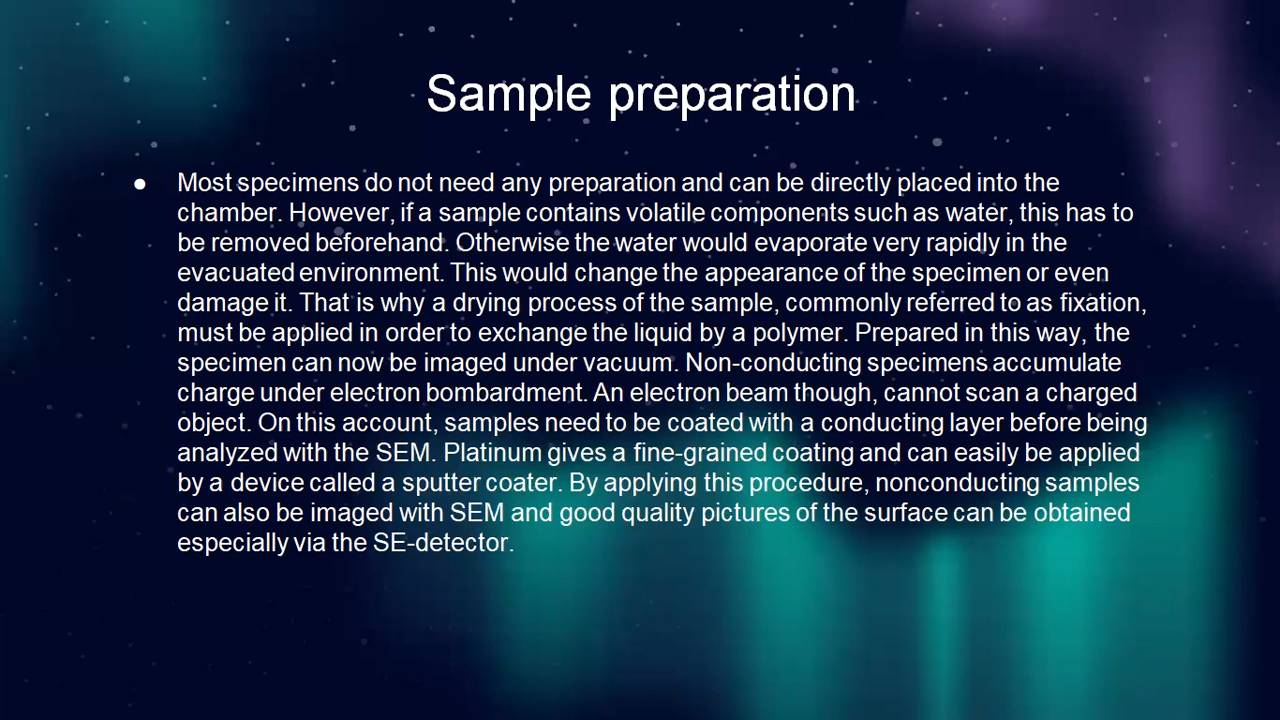 Sample preparation
● Most specimens do not need any preparation and can be directly placed into the
chamber. However, if a sample contains volatile components such as water, this has to
be removed beforehand. Otherwise the water would evaporate very rapidly in the
evacuated environment. This would change the appearance of the specimen or even
damage it. That is why a drying process of the sample, commonly referred to as fixation,
must be applied in order to exchange the liquid by a polymer. Prepared in this way, the
specimen can now be imaged under vacuum. Non-conducting specimens accumulate
charge under electron bombardment. An electron beam though, cannot scan a charged
object. On this account, samples need to be coated with a conducting layer before being
analyzed with the SEM. Platinum gives a fine-grained coating and can easily be applied
by a device called a sputter coater. By applying this procedure, nonconducting samples
can also be imaged with SEM and good quality pictures of the surface can be obtained
especially via the SE-detector.